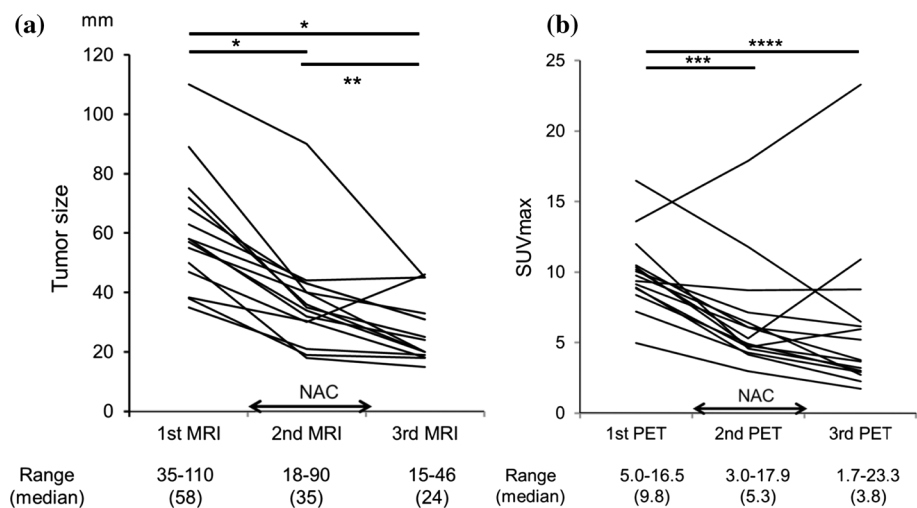 (a)
mm
*
*
**
120
100
80
60
40
20
0
Tumor size
NAC
1st MRI 2nd MRI 3rd MRI
Range 35-110 18-90 15-46
(median) (58) (35) (24)
(b)
****
***
25
20
15
10
5
0
SUVmax
NAC
1st PET 2nd PET 3rd PET
Range 5.0-16.5 3.0-17.9 1.7-23.3
(median) (9.8) (5.3) (3.8)